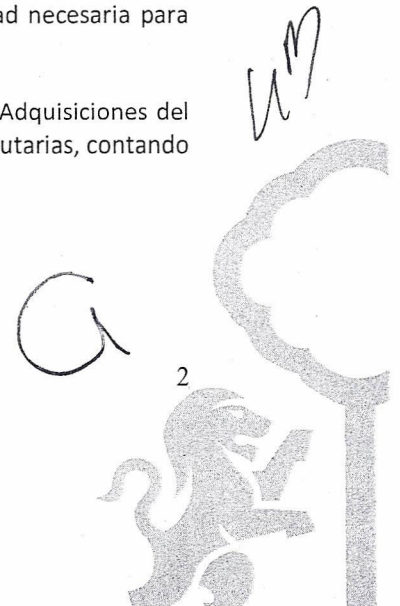 ad necesaria para
Adquisiciones del
utarias, contando
2